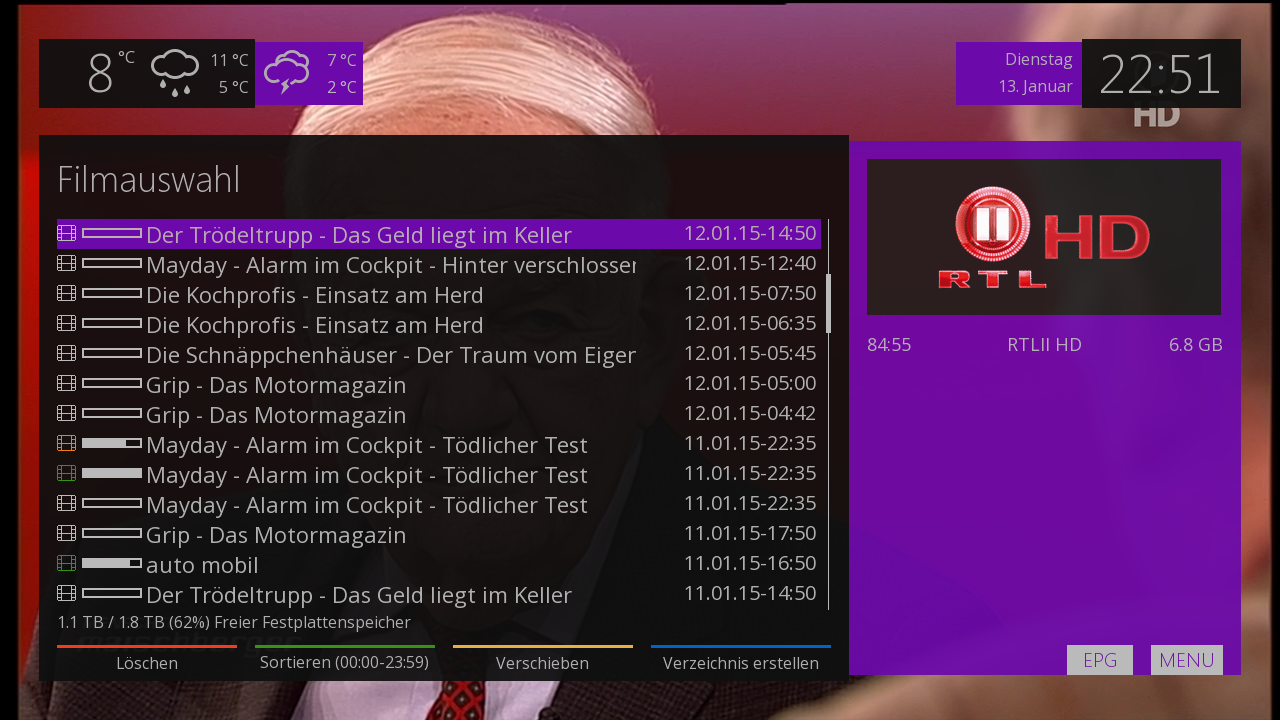 8 °C
11 °C
5 °C
7 °C
2 °C
Dienstag
13. Januar
22:51
HD
Filmauswahl
Der Trödeltrupp - Das Geld liegt im Keller 12.01.15-14:50
Mayday - Alarm im Cockpit - Hinter verschlossen 12.01.15-12:40
Die Kochprofis - Einsatz am Herd 12.01.15-07:50
Die Kochprofis - Einsatz am Herd 12.01.15-06:35
Die Schnäppchenhäuser - Der Traum vom Eigen 12.01.15-05:45
Grip - Das Motormagazin 12.01.15-05:00
Grip - Das Motormagazin 12.01.15-04:42
Mayday - Alarm im Cockpit - Tödlicher Test 11.01.15-22:35
Mayday - Alarm im Cockpit - Tödlicher Test 11.01.15-22:35
Mayday - Alarm im Cockpit - Tödlicher Test 11.01.15-22:35
Grip - Das Motormagazin 11.01.15-17:50
auto mobil 11.01.15-16:50
Der Trödeltrupp - Das Geld liegt im Keller 11.01.15-14:50
1.1 TB / 1.8 TB (62%) Freier Festplattenspeicher
maischberger
Löschen
Sortieren (00:00-23:59)
Verschieben
Verzeichnis erstellen
RTL II HD
84:55 RTLII HD 6.8 GB
EPG
MENU